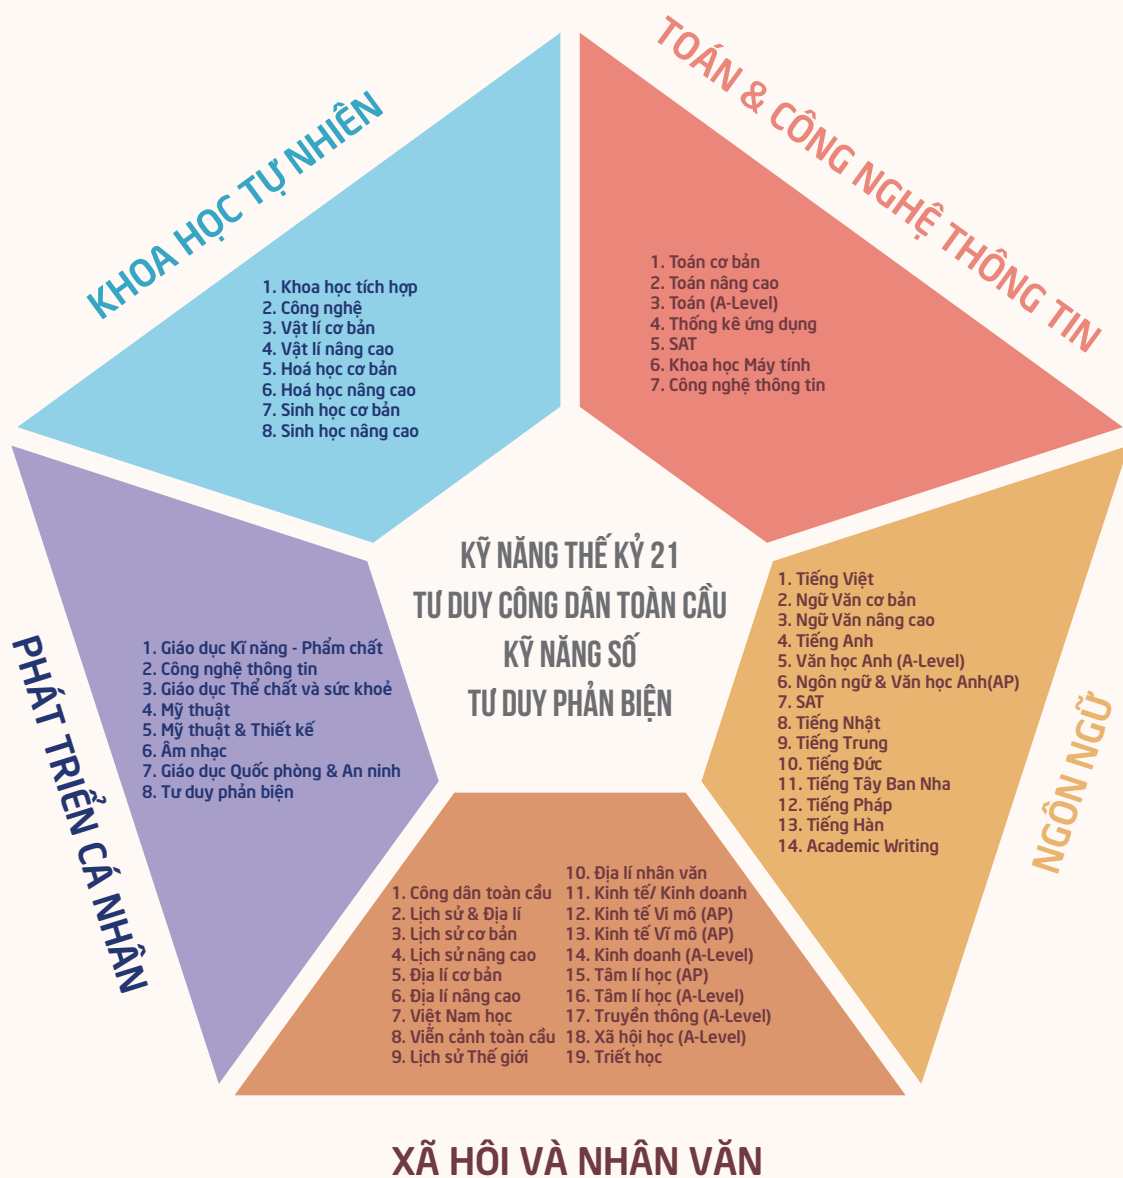 KHOA HỌC TỰ NHIÊN
1. Khoa học tích hợp
2. Công nghệ
3. Vật lí cơ bản
4. Vật lí nâng cao
5. Hoá học cơ bản
6. Hoá học nâng cao
7. Sinh học cơ bản
8. Sinh học nâng cao
TOÁN & CÔNG NGHỆ THÔNG TIN
1. Toán cơ bản
2. Toán nâng cao
3. Toán (A-Level)
4. Thống kê ứng dụng
5. SAT
6. Khoa học Máy tính
7. Công nghệ thông tin
KỸ NĂNG THẾ KỶ 21
TƯ DUY CÔNG DÂN TOÀN CẦU
KỸ NĂNG SỐ
TƯ DUY PHẢN BIỆN
PHÁT TRIỂN CÁ NHÂN
1. Giáo dục Kĩ năng - Phẩm chất
2. Công nghệ thông tin
3. Giáo dục Thể chất và sức khoẻ
4. Mỹ thuật
5. Mỹ thuật & Thiết kế
6. Âm nhạc
7. Giáo dục Quốc phòng & An ninh
8. Tư duy phản biện
NGÔN NGỮ
1. Tiếng Việt
2. Ngữ Văn cơ bản
3. Ngữ Văn nâng cao
4. Tiếng Anh
5. Văn học Anh (A-Level)
6. Ngôn ngữ & Văn học Anh(AP)
7. SAT
8. Tiếng Nhật
9. Tiếng Trung
10. Tiếng Đức
11. Tiếng Tây Ban Nha
12. Tiếng Pháp
13. Tiếng Hàn
14. Academic Writing
1. Công dân toàn cầu
2. Lịch sử & Địa lí
3. Lịch sử cơ bản
4. Lịch sử nâng cao
5. Địa lí cơ bản
6. Địa lí nâng cao
7. Việt Nam học
8. Viễn cảnh toàn cầu
9. Lịch sử Thế giới
10. Địa lí nhân văn
11. Kinh tế/ Kinh doanh
12. Kinh tế Vi mô (AP)
13. Kinh tế Vĩ mô (AP)
14. Kinh doanh (A-Level)
15. Tâm lí học (AP)
16. Tâm lí học (A-Level)
17. Truyền thông (A-Level)
18. Xã hội học (A-Level)
19. Triết học
XÃ HỘI VÀ NHÂN VĂN